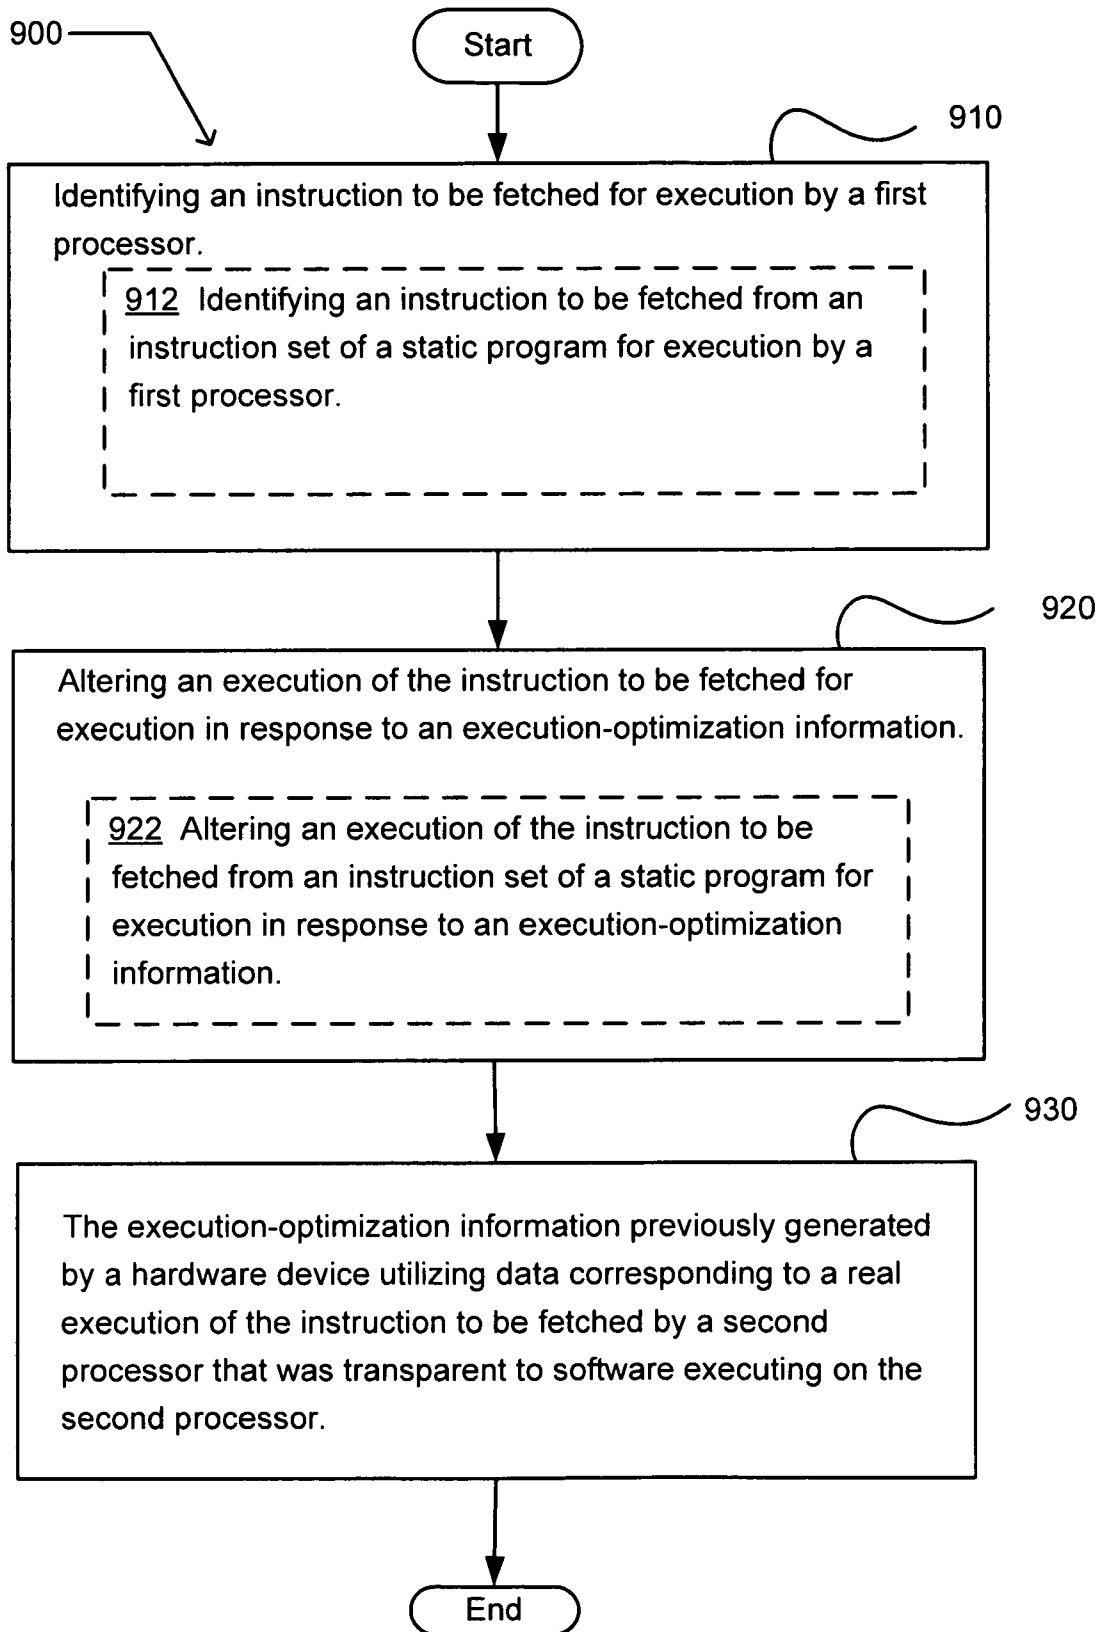 900
Start
910
Identifying an instruction to be fetched for execution by a first
processor.
912 Identifying an instruction to be fetched from an
instruction set of a static program for execution by a
first processor.
920
Altering an execution of the instruction to be fetched for
execution in response to an execution-optimization information.
922 Altering an execution of the instruction to be
fetched from an instruction set of a static program for
execution in response to an execution-optimization
information.
930
The execution-optimization information previously generated
by a hardware device utilizing data corresponding to a real
execution of the instruction to be fetched by a second
processor that was transparent to software executing on the
second processor.
End